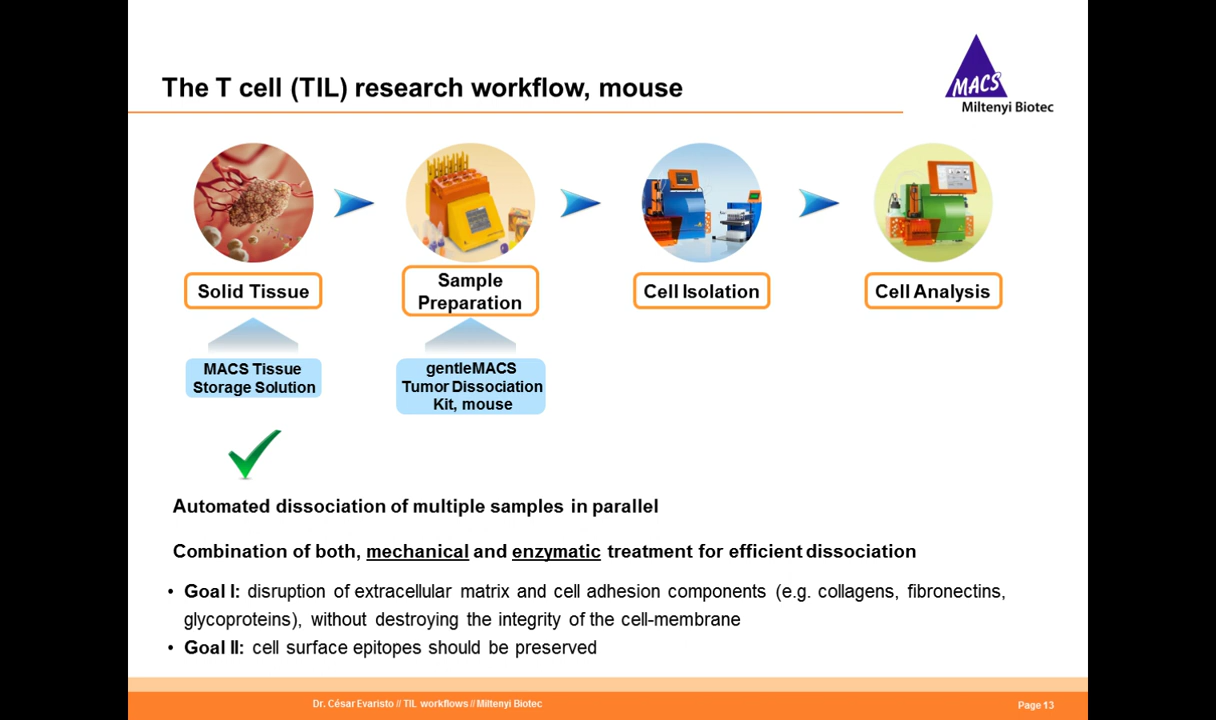 The T cell (TIL) research workflow, mouse
MACS
Miltenyi Biotec
Solid Tissue
Sample
Preparation
Cell Isolation
Cell Analysis
MACS Tissue
Storage Solution
gentleMACS
Tumor Dissociation
Kit, mouse
Automated dissociation of multiple samples in parallel
Combination of both, mechanical and enzymatic treatment for efficient dissociation
• Goal I: disruption of extracellular matrix and cell adhesion components (e.g. collagens, fibronectins,
glycoproteins), without destroying the integrity of the cell-membrane
• Goal II: cell surface epitopes should be preserved
Dr. César Evaristo // TIL workflows // Miltenyi Biotec
Page 13